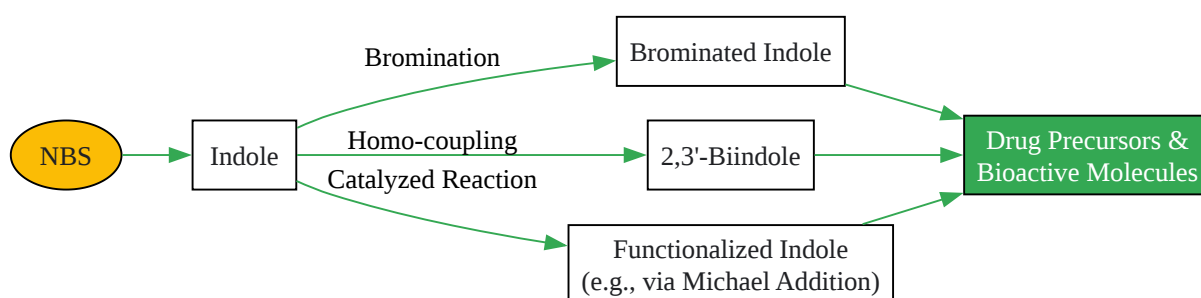 Brominated Indole
Bromination
NBS
Indole
Homo-coupling
2,3'-Biindole
Drug Precursors &
Bioactive Molecules
Catalyzed Reaction
Functionalized Indole
(e.g., via Michael Addition)